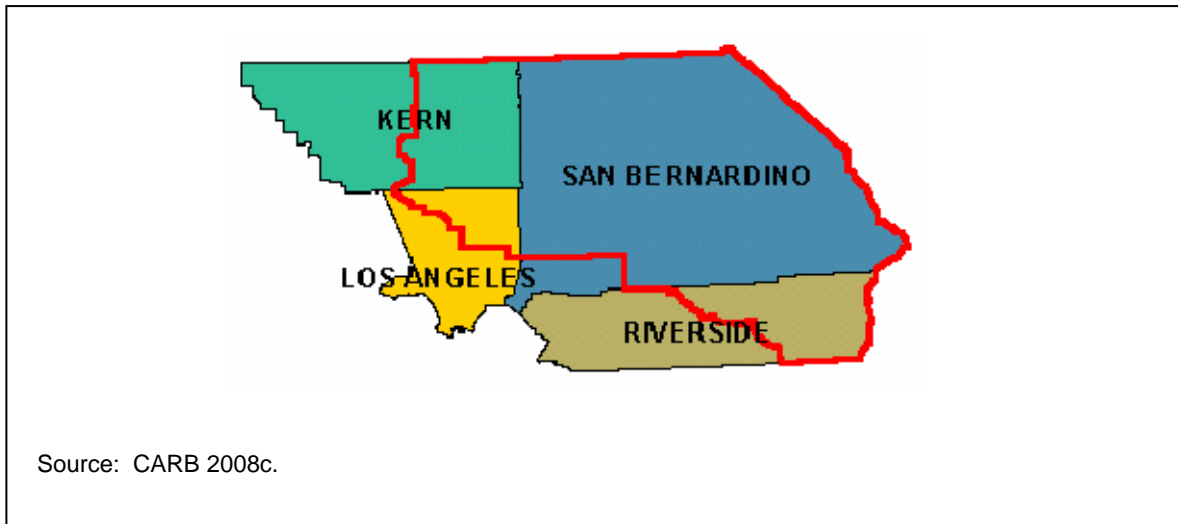 KERN
SAN BERNARDINO
LOS ANGELES
RIVERSIDE
Source: CARB 2008c.